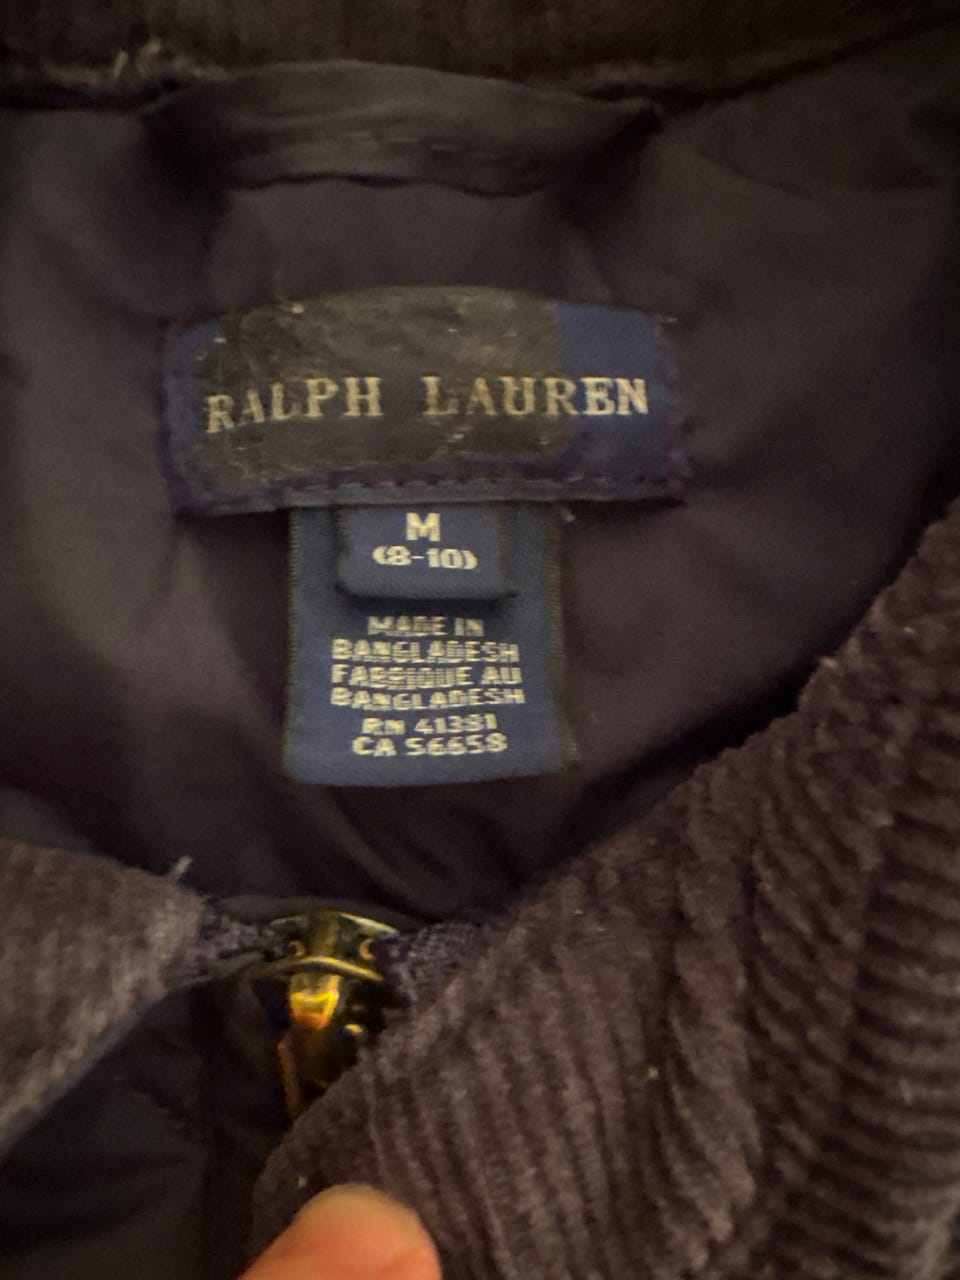 RALPH LAUREN
M
(8-10)
MADE IN
BANGLADESH
FABRIQUE AU
BANGLADESH
RN 41381
CA 56658